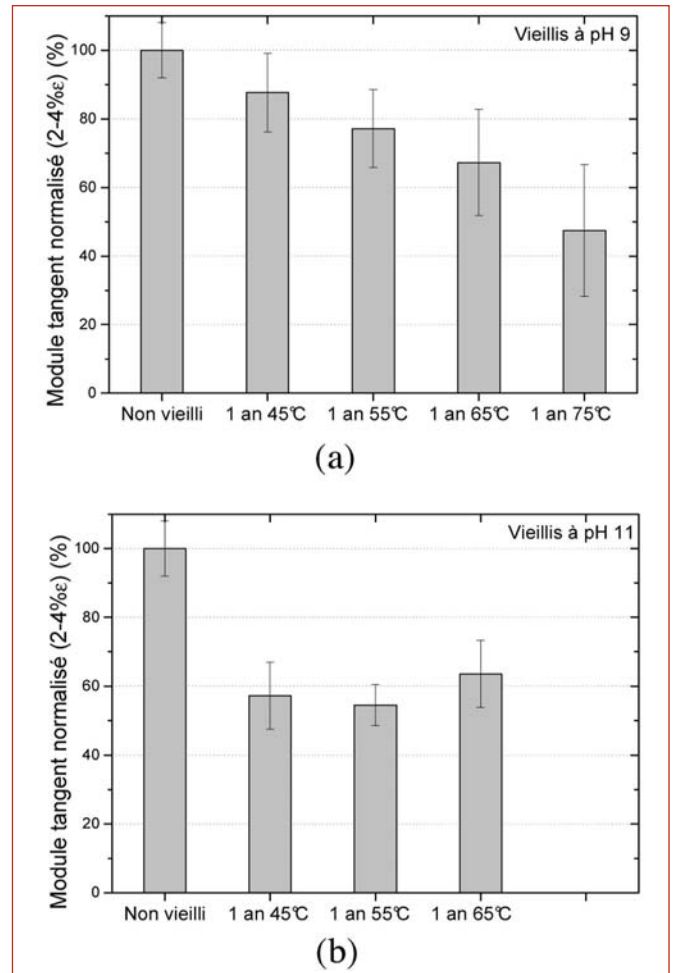 Vieillis à pH 9
Module tangent normalisé (2-4%ε) (%)
100
80
60
40
20
0
Non vieilli 1 an 45°C 1 an 55°C 1 an 65°C 1 an 75°C
(a)
Vieillis à pH 11
Module tangent normalisé (2-4%ε) (%)
100
80
60
40
20
0
Non vieilli 1 an 45°C 1 an 55°C 1 an 65°C
(b)